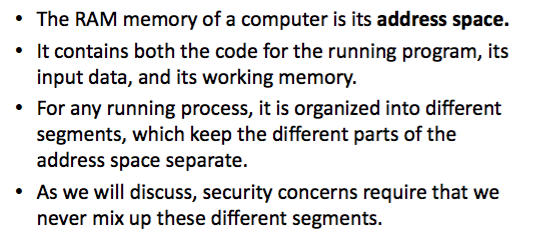 • The RAM memory of a computer is its address space.
• It contains both the code for the running program, its
input data, and its working memory.
• For any running process, it is organized into different
segments, which keep the different parts of the
address space separate.
• As we will discuss, security concerns require that we
never mix up these different segments.